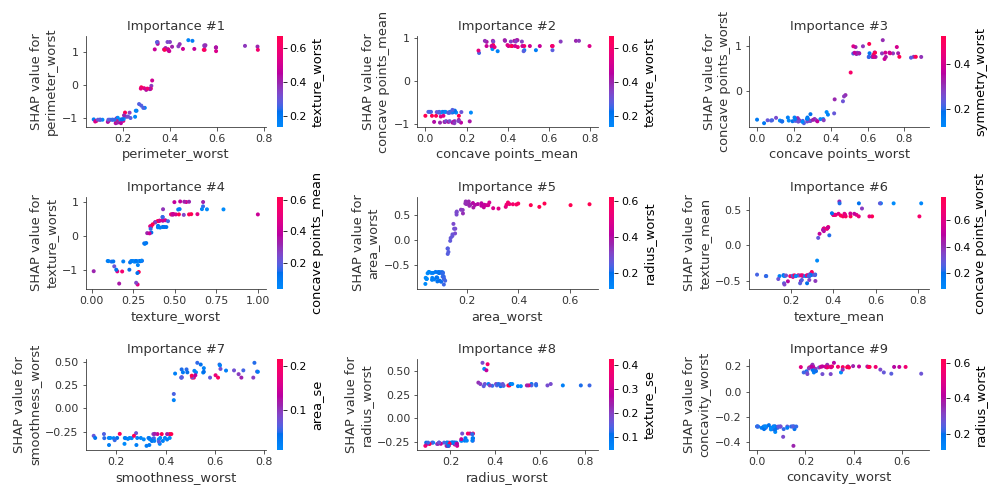 Importance #1
SHAP value for
perimeter_worst
1
0
−1
0.2
0.4
0.6
0.8
perimeter_worst
0.6
0.4
0.2
texture_worst
Importance #2
SHAP value for
concave points_mean
1
0
−1
0.0
0.2
0.4
0.6
0.8
concave points_mean
0.6
0.4
0.2
texture_worst
Importance #3
SHAP value for
concave points_worst
1
0
0.0
0.2
0.4
0.6
0.8
concave points_worst
0.4
0.2
symmetry_worst
Importance #4
SHAP value for
texture_worst
1
0
−1
0.00
0.25
0.50
0.75
1.00
texture_worst
0.6
0.4
0.2
concave points_mean
Importance #5
SHAP value for
area_worst
0.5
0.0
−0.5
0.2
0.4
0.6
area_worst
0.6
0.4
0.2
radius_worst
Importance #6
SHAP value for
texture_mean
0.5
0.0
−0.5
0.2
0.4
0.6
0.8
texture_mean
0.6
0.4
0.2
concave points_worst
Importance #7
SHAP value for
smoothness_worst
0.50
0.25
0.00
−0.25
0.2
0.4
0.6
0.8
smoothness_worst
0.2
0.1
area_se
Importance #8
SHAP value for
radius_worst
0.50
0.25
0.00
−0.25
0.2
0.4
0.6
0.8
radius_worst
0.4
0.3
0.2
0.1
texture_se
Importance #9
SHAP value for
concavity_worst
0.2
0.0
−0.2
−0.4
0.0
0.2
0.4
0.6
concavity_worst
0.6
0.4
0.2
radius_worst